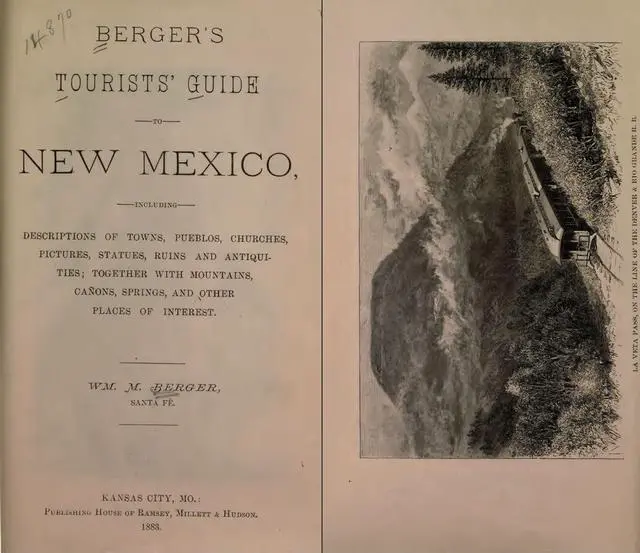 14870
BERGER'S
TOURISTS' GUIDE
—TO—
NEW MEXICO,
—INCLUDING—
DESCRIPTIONS OF TOWNS, PUEBLOS, CHURCHES,
PICTURES, STATUES, RUINS AND ANTIQUI-
TIES; TOGETHER WITH MOUNTAINS,
CAÑONS, SPRINGS, AND OTHER
PLACES OF INTEREST.
WM. M. BERGER,
SANTA FÉ.
KANSAS CITY, MO.:
PUBLISHING HOUSE OF RAMSEY, MILLETT & HUDSON.
1883.
LA VETA PASS, ON THE LINE OF THE DENVER & RIO GRANDE R. R.